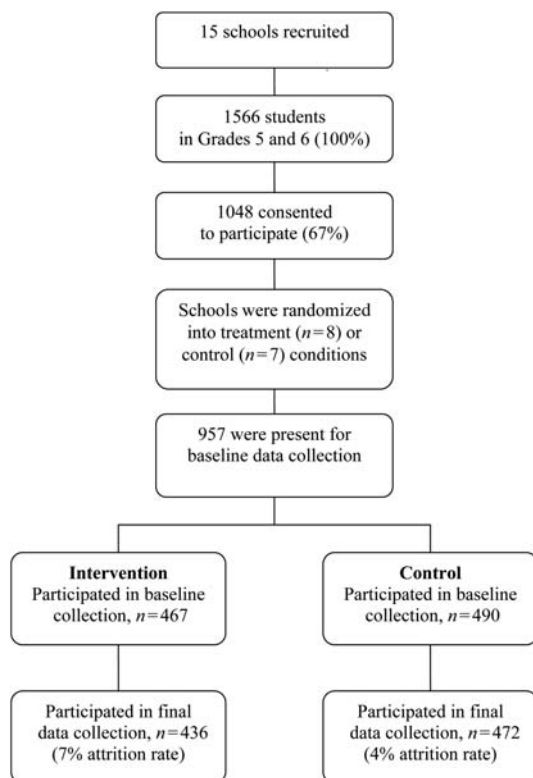 15 schools recruited
1566 students
in Grades 5 and 6 (100%)
1048 consented
to participate (67%)
Schools were randomized
into treatment (n=8) or
control (n=7) conditions
957 were present for
baseline data collection
Intervention
Participated in baseline
collection, n=467
Control
Participated in baseline
collection, n=490
Participated in final
data collection, n=436
(7% attrition rate)
Participated in final
data collection, n=472
(4% attrition rate)